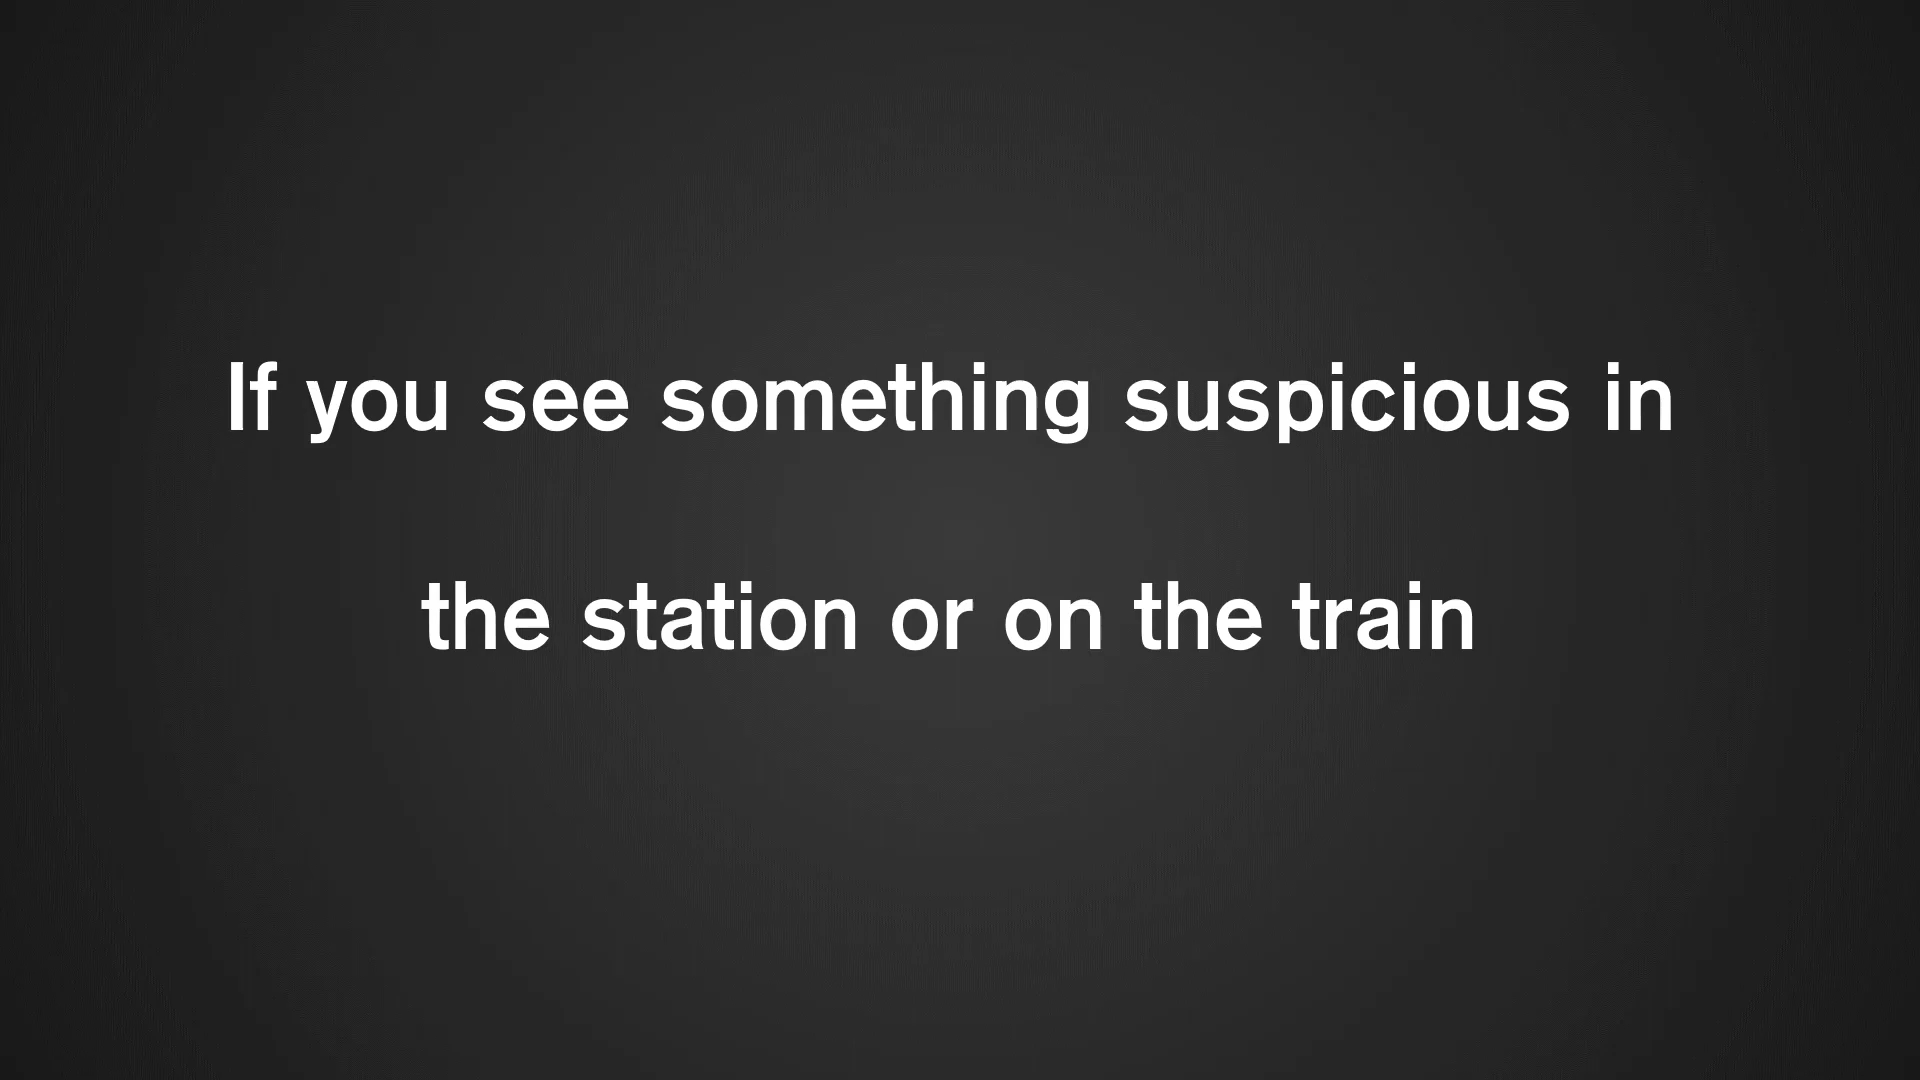 If you see something suspicious in
the station or on the train